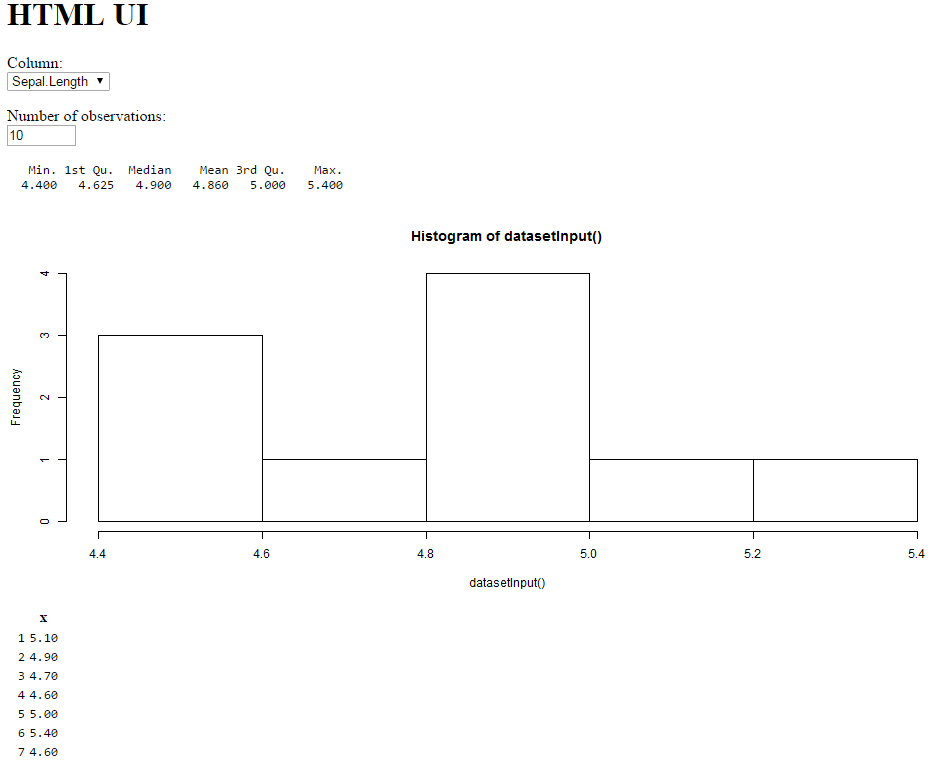 HTML UI
Column:
Sepal.Length
Number of observations:
10
Min. 1st Qu. Median Mean 3rd Qu. Max.
4.400 4.625 4.900 4.860 5.000 5.400
Histogram of datasetInput()
Frequency
4
3
2
1
0
4.4 4.6 4.8 5.0 5.2 5.4
datasetInput()
x
1 5.10
2 4.90
3 4.70
4 4.60
5 5.00
6 5.40
7 4.60